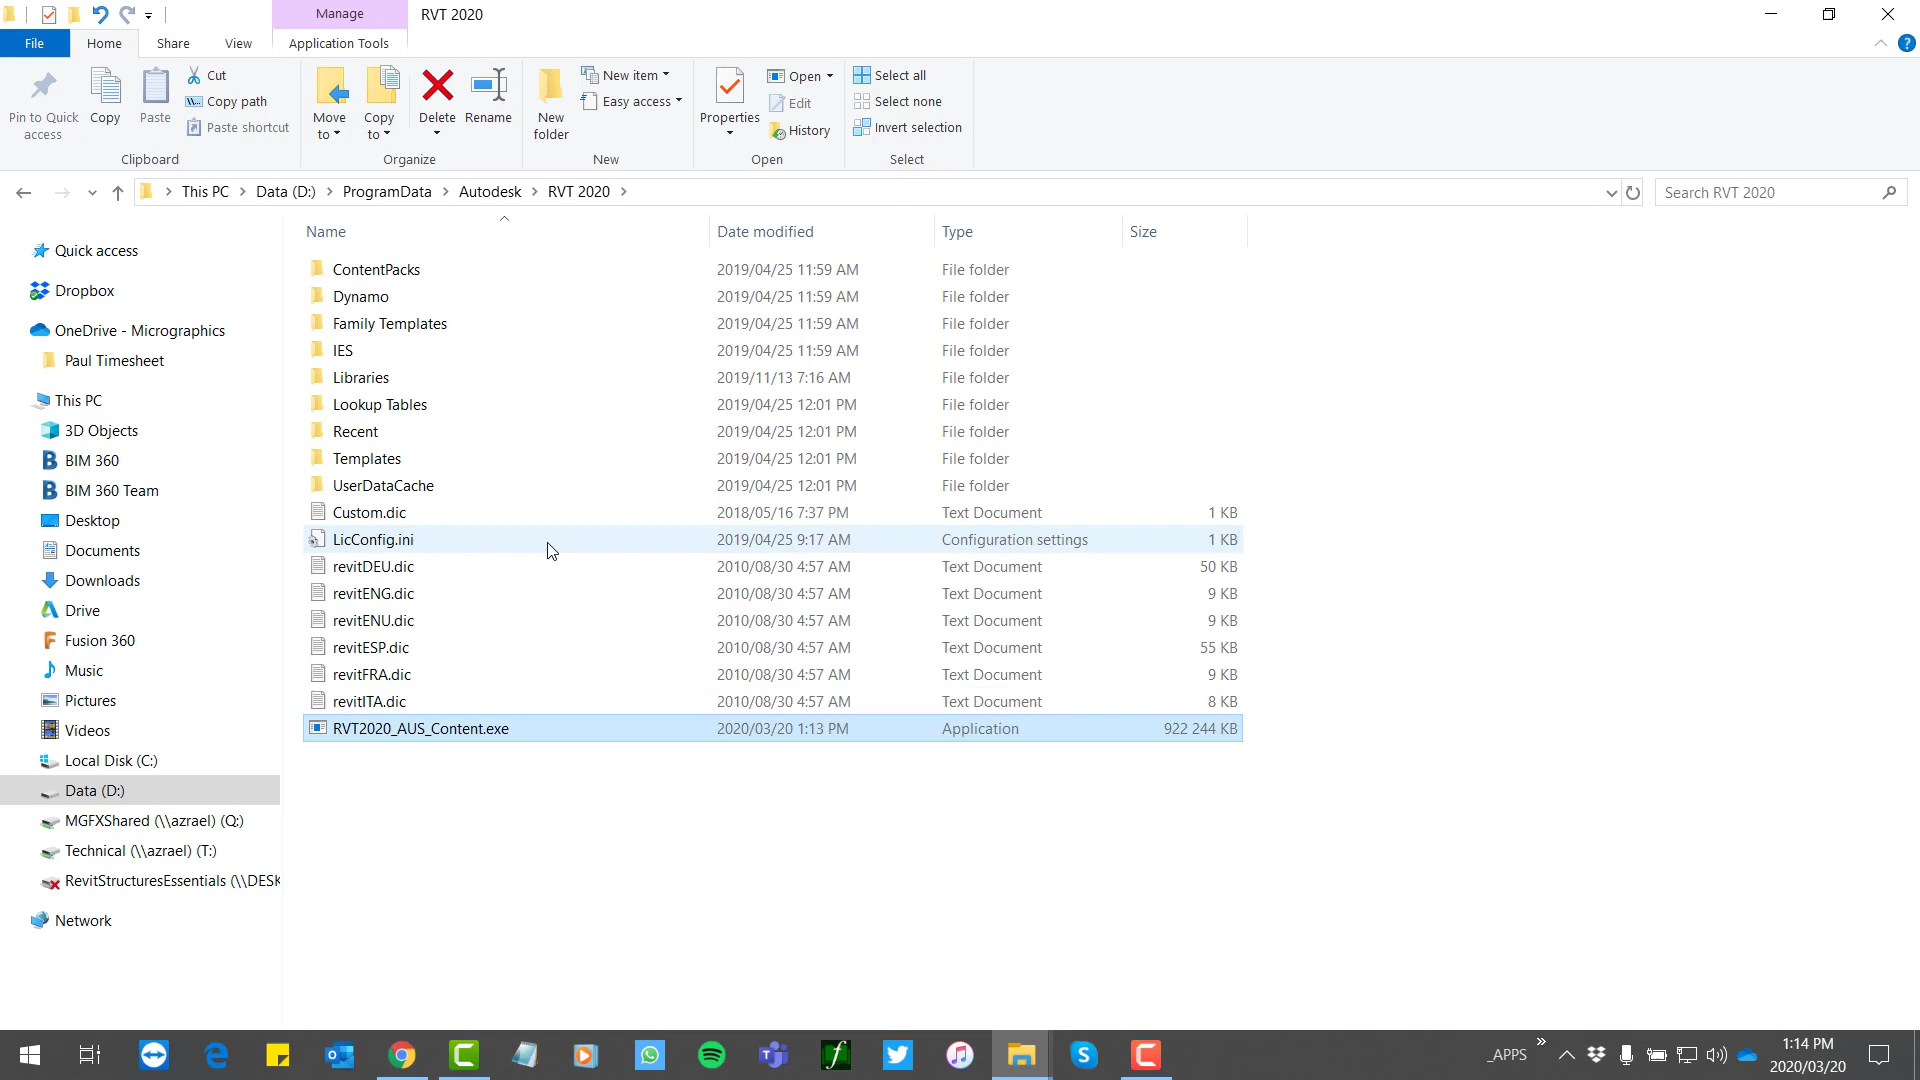 Manage
RVT 2020
File
Home
Share
View
Application Tools
Pin to Quick access
Copy
Paste
Cut
Copy path
Paste shortcut
Clipboard
Move to
Copy to
Delete
Rename
Organize
New folder
New item
Easy access
New
Properties
Open
Edit
History
Open
Select all
Select none
Invert selection
Select
This PC
Data (D:)
ProgramData
Autodesk
RVT 2020
Search RVT 2020
Name Date modified Type Size
ContentPacks 2019/04/25 11:59 AM File folder
Dynamo 2019/04/25 11:59 AM File folder
Family Templates 2019/04/25 11:59 AM File folder
IES 2019/04/25 11:59 AM File folder
Libraries 2019/11/13 7:16 AM File folder
Lookup Tables 2019/04/25 12:01 PM File folder
Recent 2019/04/25 12:01 PM File folder
Templates 2019/04/25 12:01 PM File folder
UserDataCache 2019/04/25 12:01 PM File folder
Custom.dic 2018/05/16 7:37 PM Text Document 1 KB
LicConfig.ini 2019/04/25 9:17 AM Configuration settings 1 KB
revitDEU.dic 2010/08/30 4:57 AM Text Document 50 KB
revitENG.dic 2010/08/30 4:57 AM Text Document 9 KB
revitENU.dic 2010/08/30 4:57 AM Text Document 9 KB
revitESP.dic 2010/08/30 4:57 AM Text Document 55 KB
revitFRA.dic 2010/08/30 4:57 AM Text Document 9 KB
revitITA.dic 2010/08/30 4:57 AM Text Document 8 KB
RVT2020_AUS_Content.exe 2020/03/20 1:13 PM Application 922 244 KB
Quick access
Dropbox
OneDrive - Micrographics
Paul Timesheet
This PC
3D Objects
BIM 360
BIM 360 Team
Desktop
Documents
Downloads
Drive
Fusion 360
Music
Pictures
Videos
Local Disk (C:)
Data (D:)
MGFXShared (\\azrael) (Q:)
Technical (\\azrael) (T:)
RevitStructuresEssentials (\\DESK
Network
_APPS
1:14 PM
2020/03/20